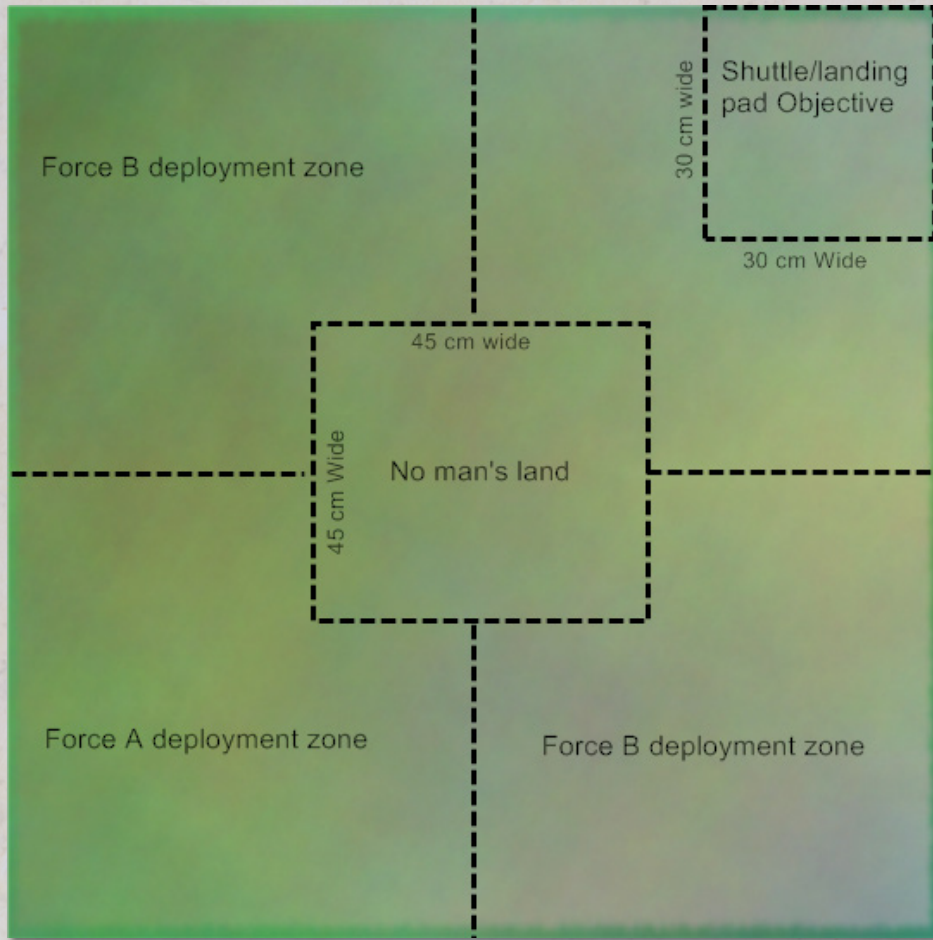 Shuttle/landing
pad Objective
30 cm wide
Force B deployment zone
30 cm Wide
45 cm wide
45 cm Wide
No man's land
Force A deployment zone
Force B deployment zone